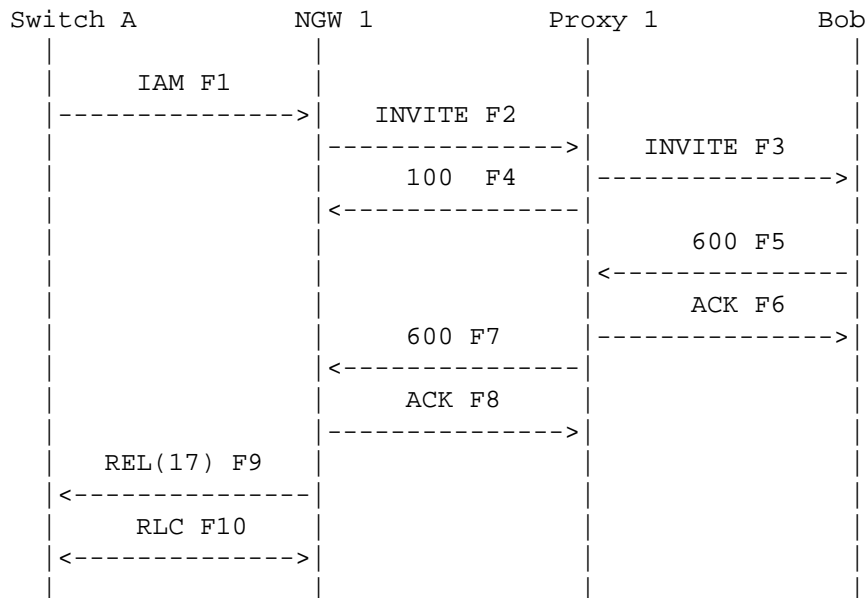 Switch A NGW 1 Proxy 1 Bob
IAM F1
INVITE F2
INVITE F3
100 F4
600 F5
ACK F6
600 F7
ACK F8
REL(17) F9
RLC F10